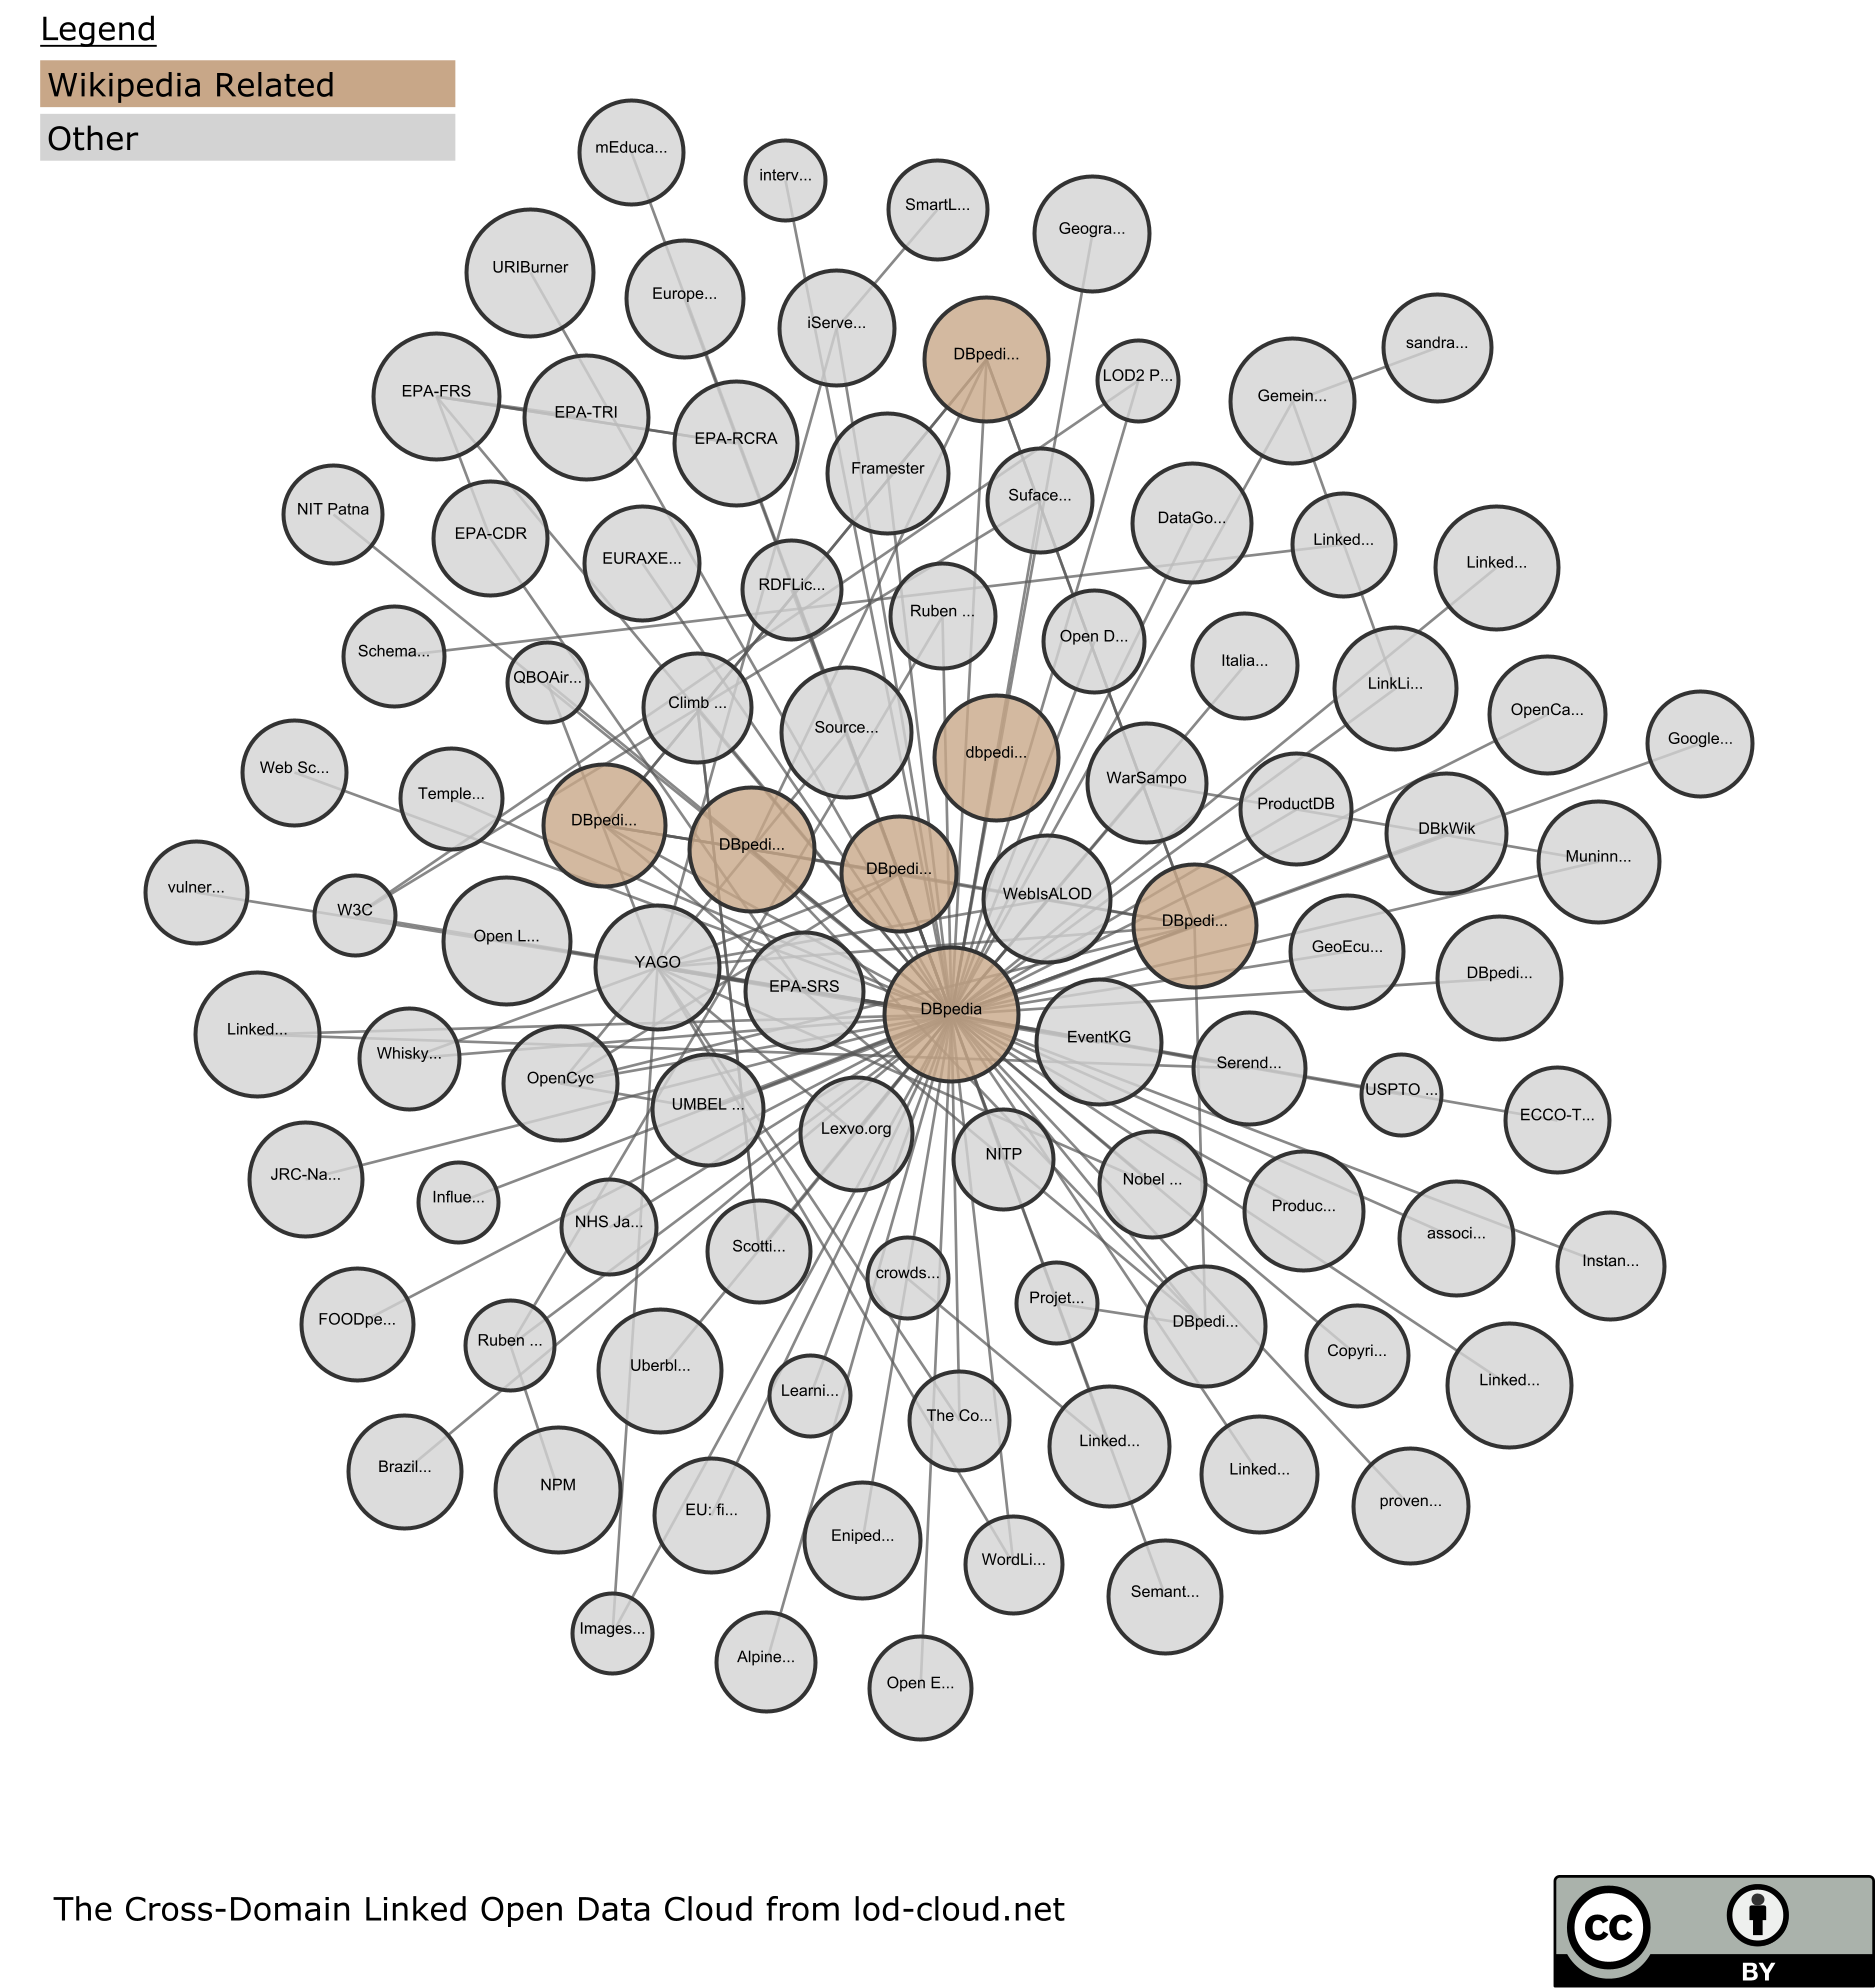 Legend
Wikipedia Related
Other
mEduca...
interv...
SmartL...
Geogra...
URIBurner
Europe...
iServe...
DBpedi...
LOD2 P...
sandra...
EPA-FRS
EPA-TRI
EPA-RCRA
Gemein...
Framester
Suface...
DataGo...
NIT Patna
EPA-CDR
EURAXE...
RDFLic...
Linked...
Linked...
Schema...
QBOAir...
Ruben ...
Open D...
Italia...
LinkLi...
OpenCa...
Google...
Web Sc...
Temple...
Climb ...
Source...
dbpedi...
WarSampo
ProductDB
DBkWik
Muninn...
vulner...
W3C
DBpedi...
DBpedi...
DBpedi...
WebIsALOD
DBpedi...
GeoEcu...
DBpedi...
Open L...
YAGO
EPA-SRS
DBpedia
EventKG
Serend...
USPTO ...
ECCO-T...
Linked...
Whisky...
OpenCyc
UMBEL ...
Lexvo.org
NITP
Nobel ...
Produc...
associ...
Instan...
JRC-Na...
Influe...
NHS Ja...
Scotti...
crowds...
Projet...
DBpedi...
Copyri...
Linked...
FOODpe...
Ruben ...
Uberbl...
Learni...
The Co...
Linked...
Linked...
proven...
Brazil...
NPM
EU: fi...
Eniped...
WordLi...
Semant...
Images...
Alpine...
Open E...
The Cross-Domain Linked Open Data Cloud from lod-cloud.net
cc
BY